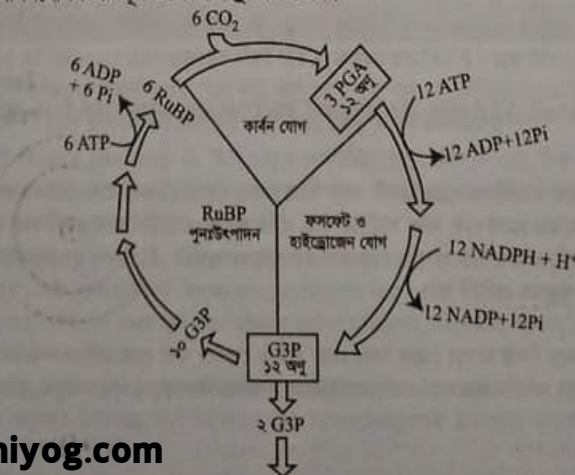 6 CO₂
6 ADP
+ 6 Pi
6 RuBP
6 ATP
3 PGA
১২ অণু
12 ATP
12 ADP+12Pi
কার্বন যোগ
RuBP
পুনঃউৎপাদন
ফসফেট ও
হাইড্রোজেন যোগ
12 NADPH + H⁺
12 NADP+12Pi
১০ G3P
G3P
১২ অণু
২ G3P
niyog.com